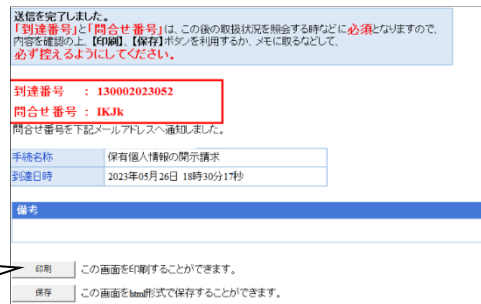 送信を完了しました。
「到達番号」と「問合せ番号」は、この後の取扱状況を照会する時などに必須となりますので、
内容を確認の上、【印刷】、【保存】ボタンを利用するか、メモに取るなどして、
必ず控えるようにしてください。
到達番号 : 130002023052
問合せ番号 : IKJk
問合せ番号を下記メールアドレスへ通知しました。
手続名称 保有個人情報の開示請求
到達日時 2023年05月26日 18時30分17秒
備考
印刷 この画面を印刷することができます。
保存 この画面をhtml形式で保存することができます。